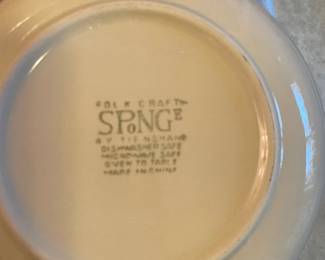 FOLK CRAFT
SPONGE
BY TIENSHAN
DISHWASHER SAFE
MICROWAVE SAFE
OVEN TO TABLE
MADE IN CHINA